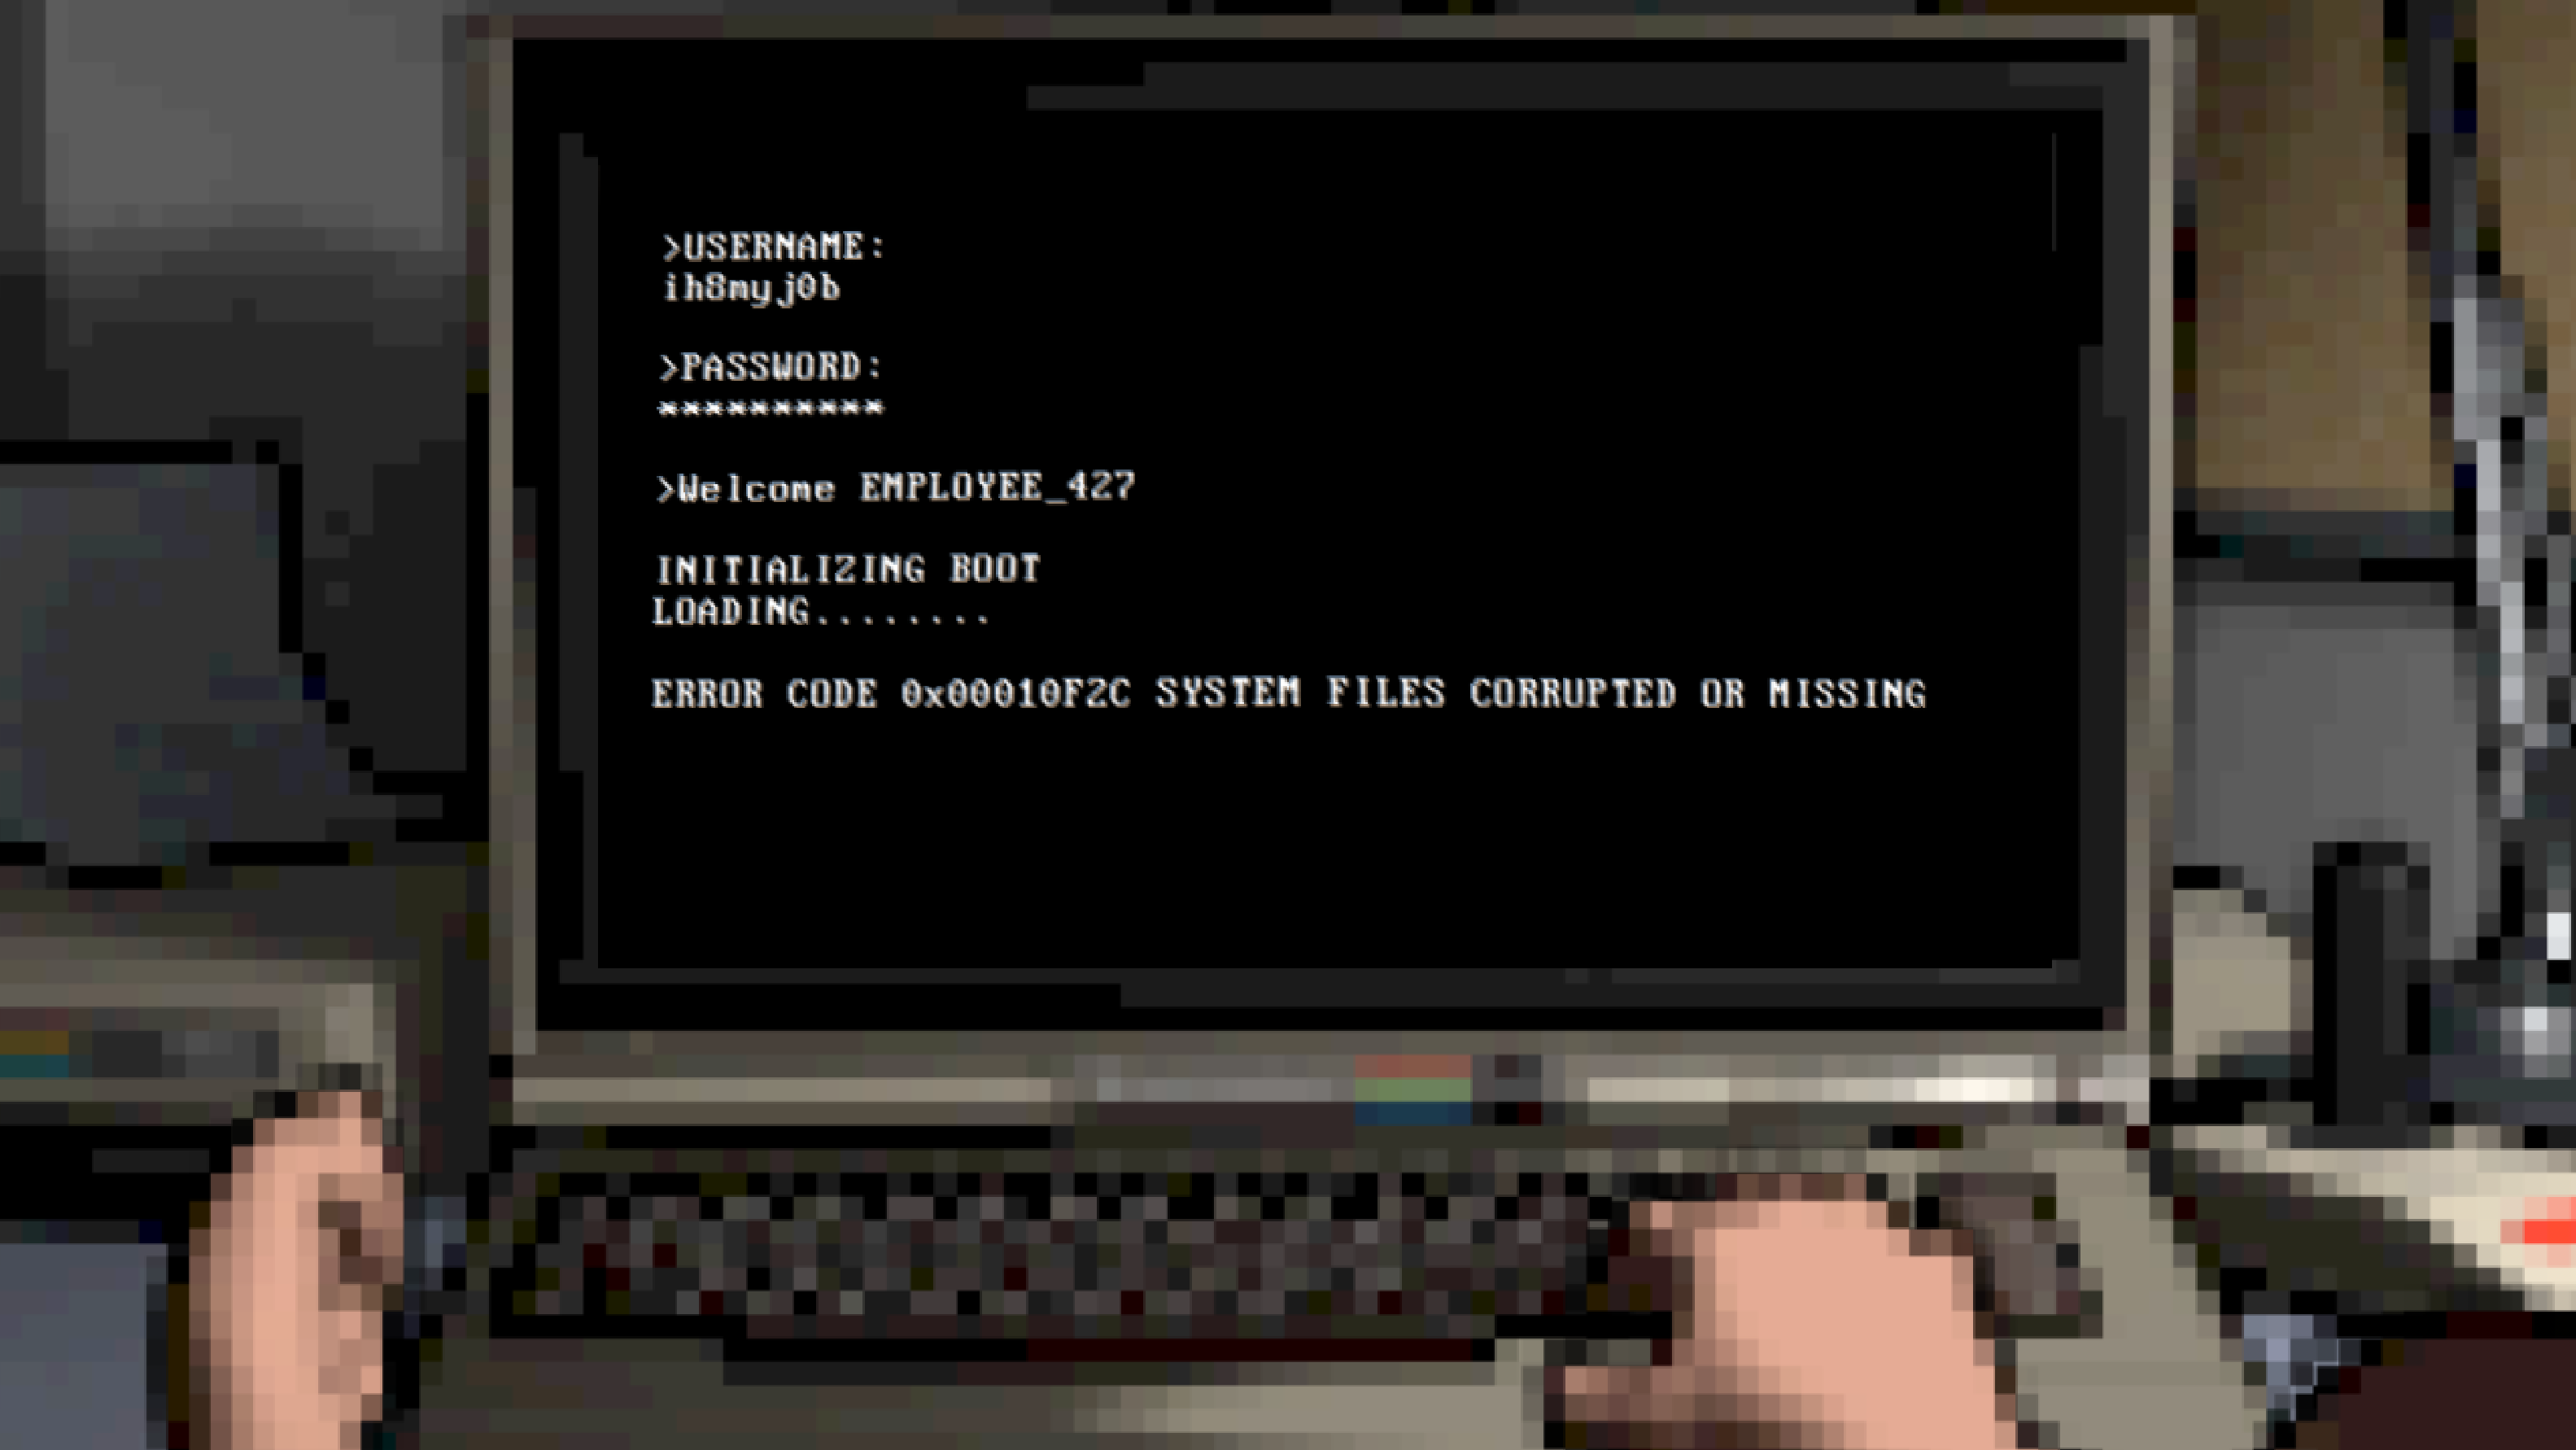 >USERNAME:
ih8myj0b
>PASSWORD:
**********
>Welcome EMPLOYEE_427
INITIALIZING BOOT
LOADING........
ERROR CODE 0x00010F2C SYSTEM FILES CORRUPTED OR MISSING